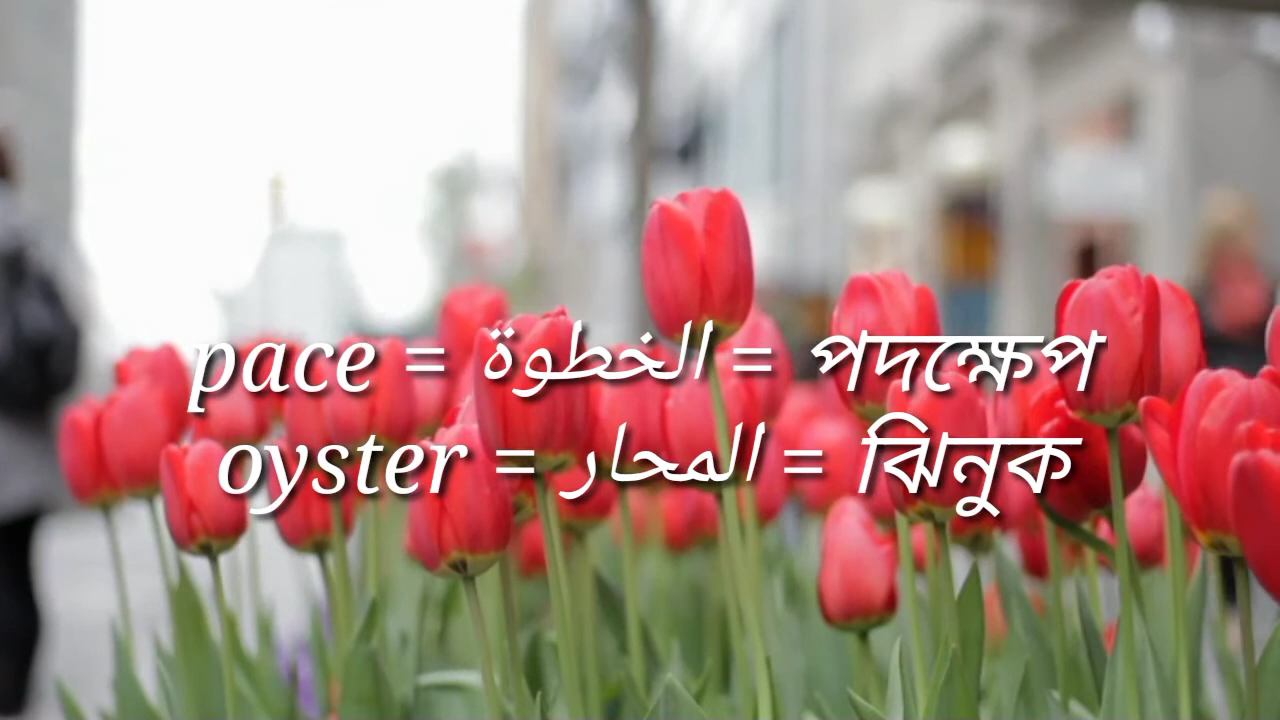 pace = الخطوة = পদক্ষেপ
oyster = المحار = ঝিনুক